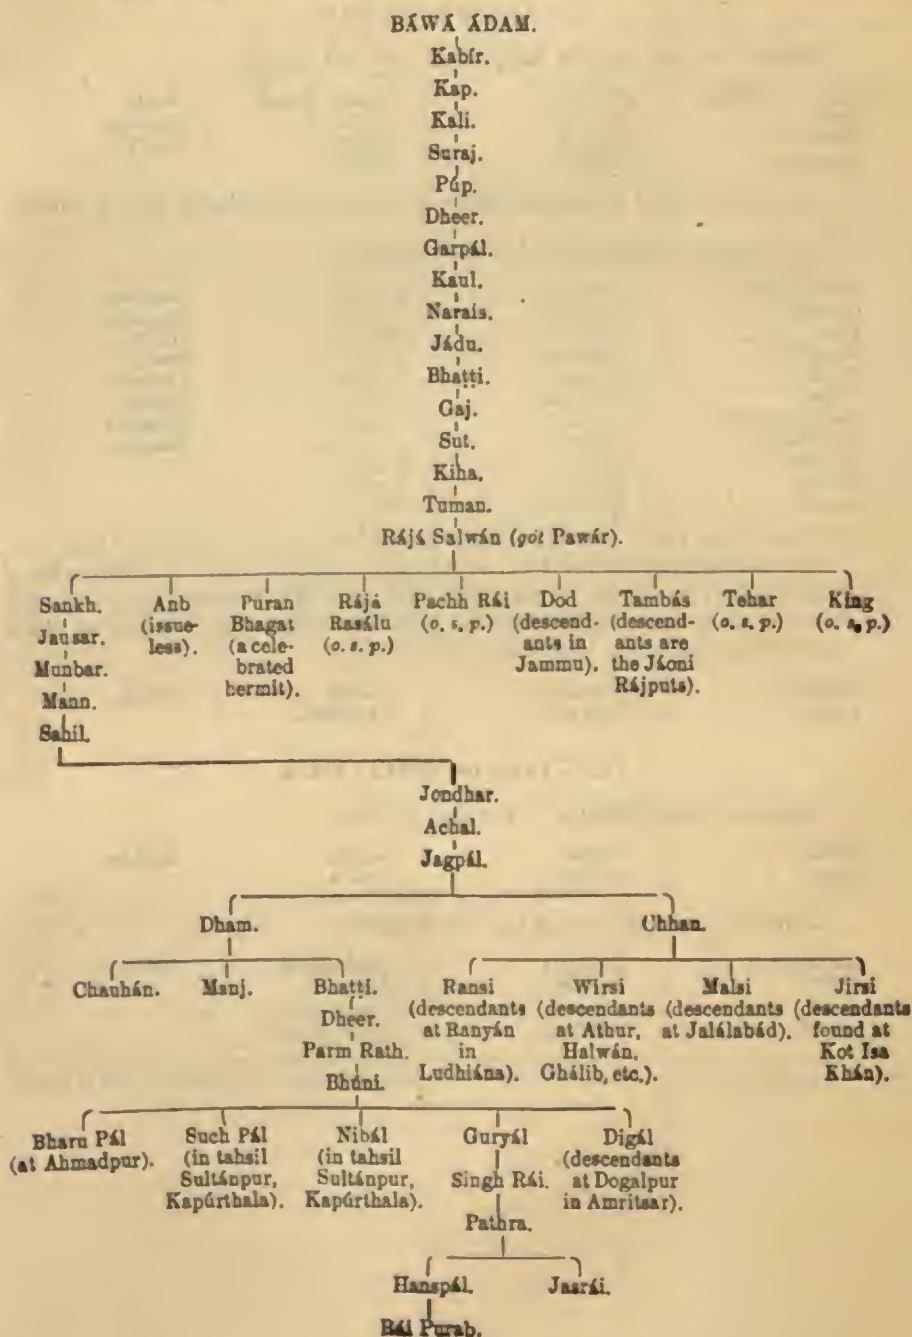 BÁWÁ ÁDAM.
Kabír.
Kap.
Kali.
Suraj.
Púp.
Dheer.
Garpál.
Kaul.
Narais.
Jádu.
Bhaṭṭi.
Gaj.
Sut.
Kiha.
Tuman.
Rájá Salwán (gót Pawár).
Sankh.
Jausar.
Munbar.
Mann.
Sahil.
Anb
(issue-
less).
Puran
Bhagat
(a cele-
brated
hermit).
Rájá
Rasálu
(o. s. p.)
Pachh Rái
(o. s. p.)
Dod
(descend-
ants in
Jammu).
Tambás
(descend-
ants are
the Jáoni
Rájputs).
Tehar
(o. s. p.)
King
(o. s. p.)
Jondhar.
Achal.
Jagpál.
Dham.
Chhan.
Chauhán.
Manj.
Bhaṭṭi.
Dheer.
Parm Rath.
Bhúni.
Ransi
(descendants
at Ranyán
in
Ludhiána).
Wirsi
(descendants
at Athur,
Halwán,
Ghálib, etc.).
Malsi
(descendants
at Jalálabád).
Jirsi
(descendants
found at
Kot Isa
Khán).
Bharu Pál
(at Ahmadpur).
Such Pál
(in tahsil
Sultánpur,
Kapúrthala).
Nibál
(in tahsil
Sultánpur,
Kapúrthala).
Guryál
Singh Rái.
Pathra.
Digál
(descendants
at Dogalpur
in Amritsar).
Hanspál.
Jasrái.
Rái Purab.